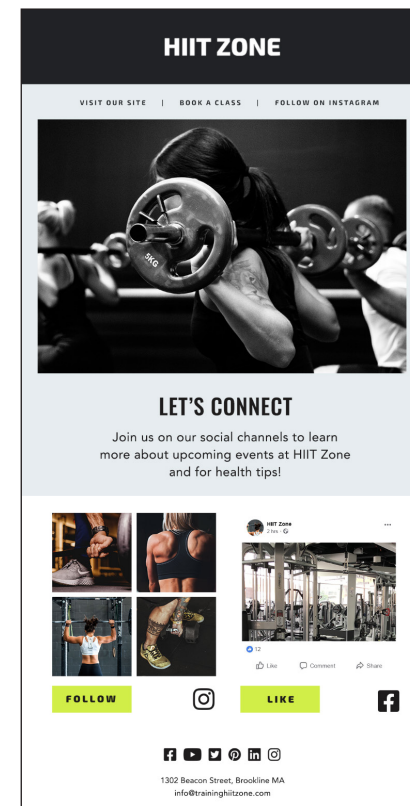 HIIT ZONE
VISIT OUR SITE | BOOK A CLASS | FOLLOW ON INSTAGRAM
5KG
LET'S CONNECT
Join us on our social channels to learn
more about upcoming events at HIIT Zone
and for health tips!
HIIT Zone
2 hrs
12
Like Comment Share
FOLLOW
LIKE
1302 Beacon Street, Brookline MA
info@traininghiitzone.com